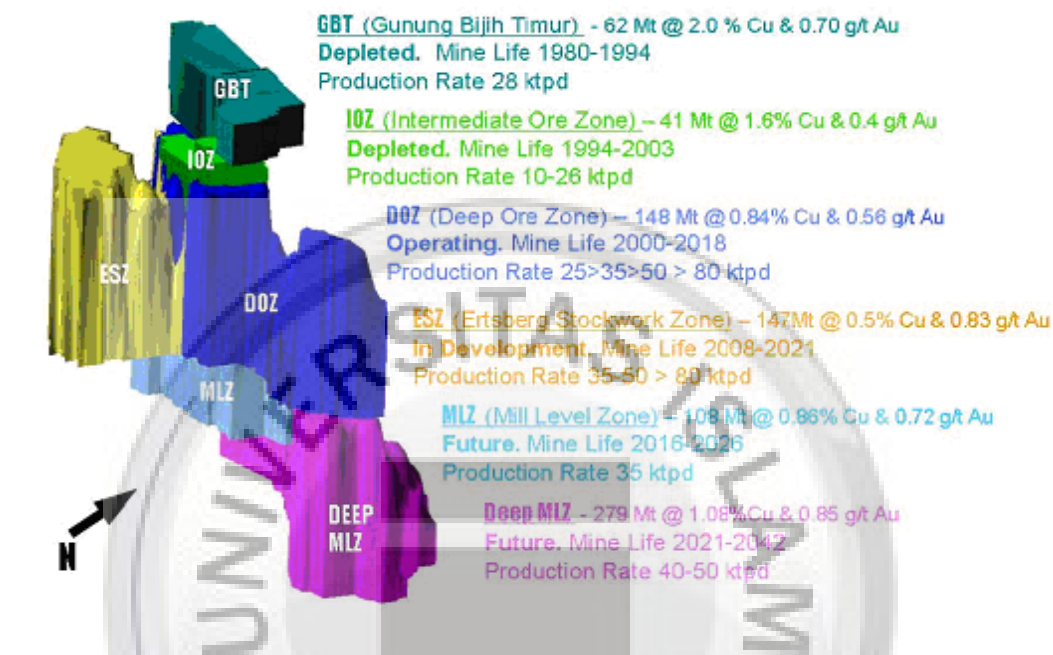 GBT (Gunung Bijih Timur) - 62 Mt @ 2.0 % Cu & 0.70 g/t Au
Depleted. Mine Life 1980-1994
Production Rate 28 ktpd
GBT
IOZ (Intermediate Ore Zone) – 41 Mt @ 1.6% Cu & 0.4 g/t Au
Depleted. Mine Life 1994-2003
Production Rate 10-26 ktpd
IOZ
DOZ (Deep Ore Zone) – 148 Mt @ 0.84% Cu & 0.56 g/t Au
Operating. Mine Life 2000-2018
Production Rate 25>35>50 > 80 ktpd
ESZ
DOZ
ESZ (Ertsberg Stockwork Zone) – 147Mt @ 0.5% Cu & 0.83 g/t Au
In Development. Mine Life 2008-2021
Production Rate 35-50 > 80 ktpd
MLZ
MLZ (Mill Level Zone) – 108 Mt @ 0.86% Cu & 0.72 g/t Au
Future. Mine Life 2016-2026
Production Rate 35 ktpd
DEEP
MLZ
Deep MLZ - 279 Mt @ 1.08%Cu & 0.85 g/t Au
Future. Mine Life 2021-2042
Production Rate 40-50 ktpd
N
UNIVERSITAS ISLAM